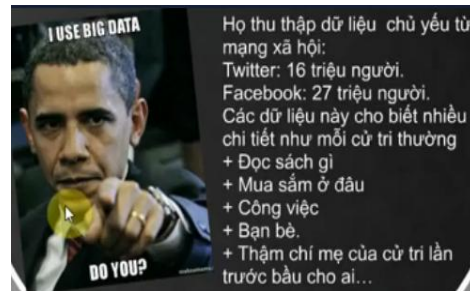 I USE BIG DATA
DO YOU?
Họ thu thập dữ liệu chủ yếu từ
mạng xã hội:
Twitter: 16 triệu người.
Facebook: 27 triệu người.
Các dữ liệu này cho biết nhiều
chi tiết như mỗi cử tri thường
+ Đọc sách gì
+ Mua sắm ở đâu
+ Công việc
+ Bạn bè.
+ Thậm chí mẹ của cử tri lần
trước bầu cho ai...